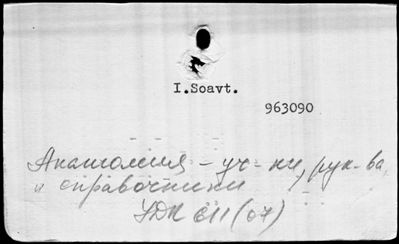 I.Soavt.
963090
Анатомия – уч-ки, рук-ва,
и справочники
УДК 611(07)